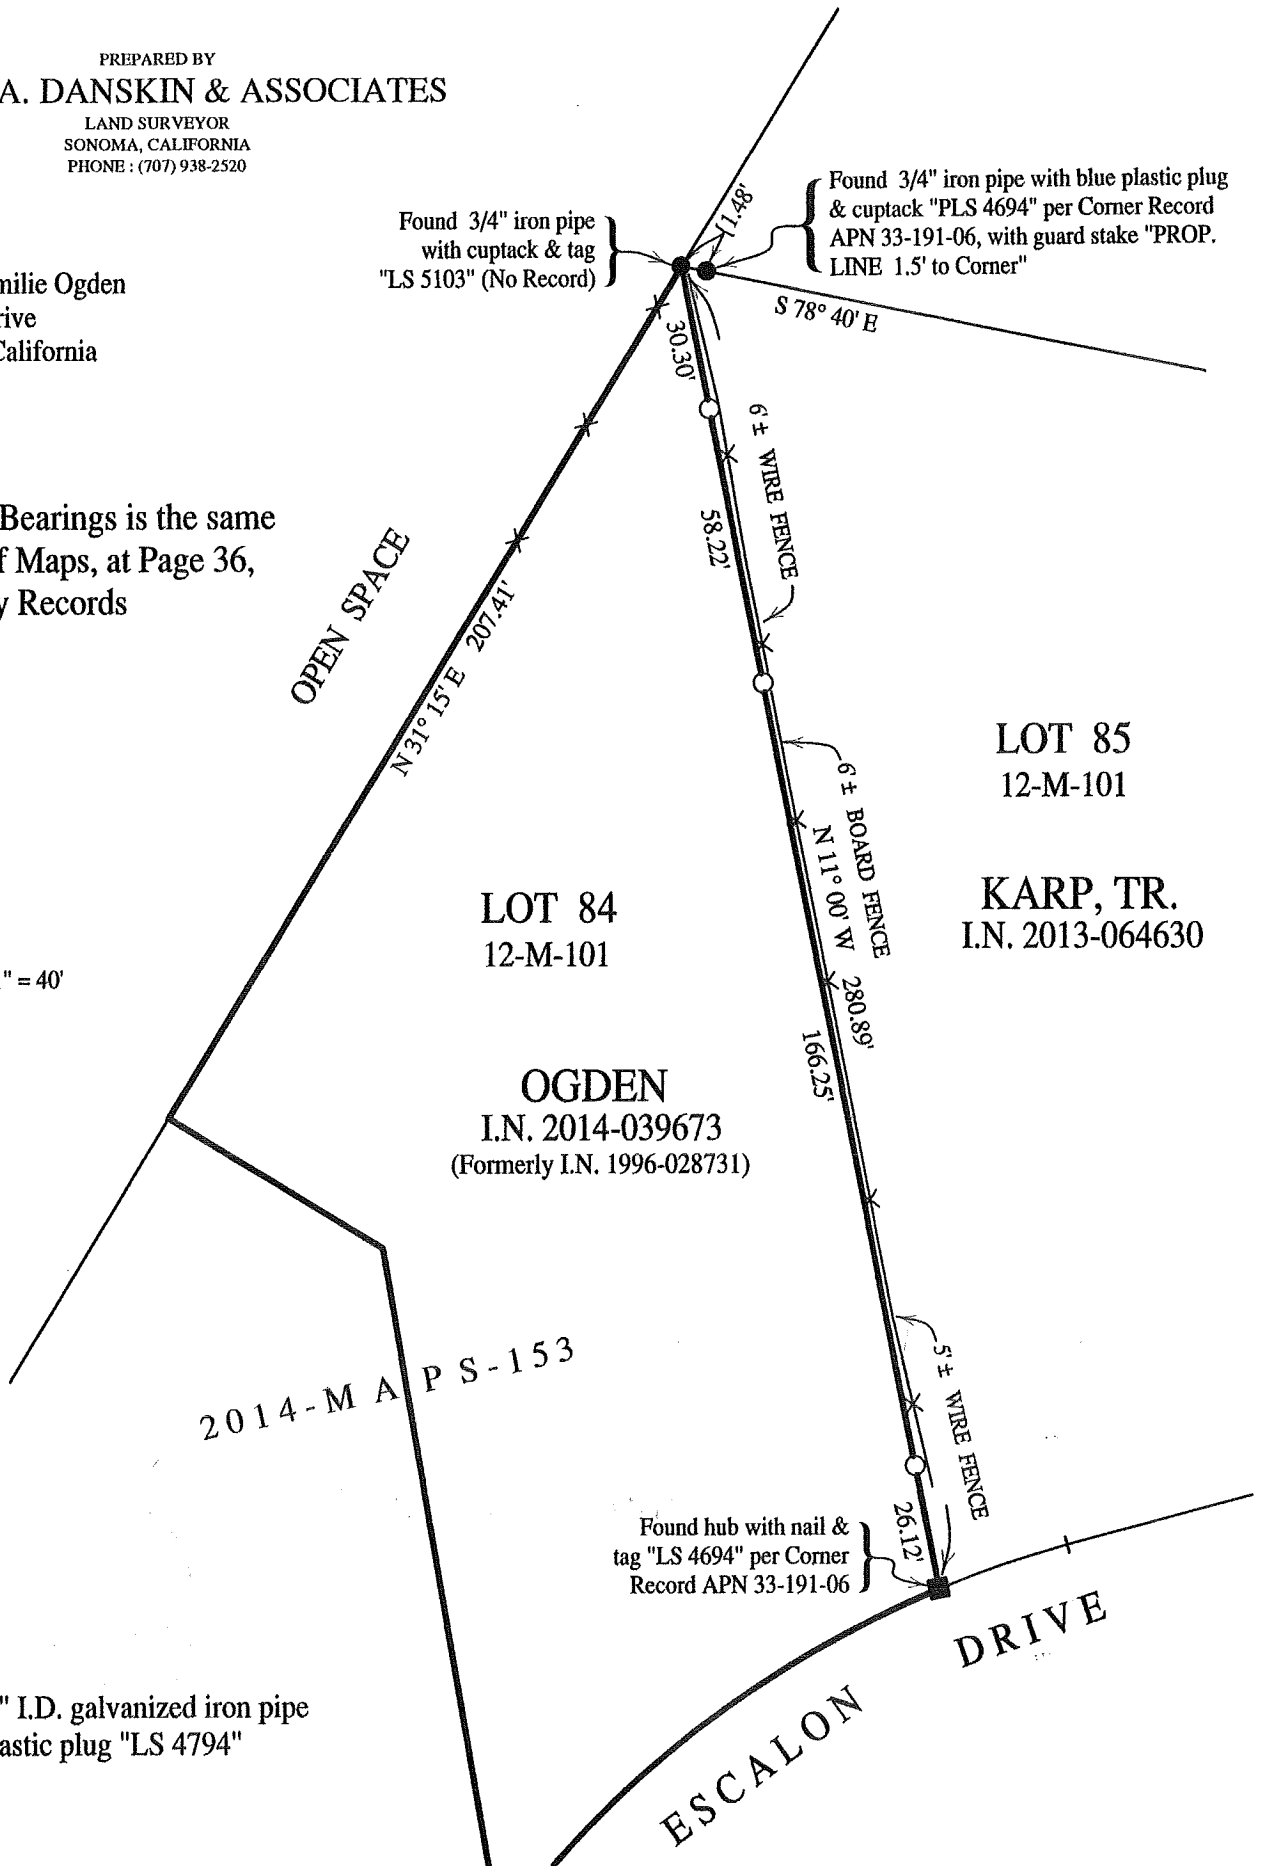 PREPARED BY
A. DANSKIN & ASSOCIATES
LAND SURVEYOR
SONOMA, CALIFORNIA
PHONE : (707) 938-2520
Found 3/4" iron pipe
with cuptack & tag
"LS 5103" (No Record)
1.48'
Found 3/4" iron pipe with blue plastic plug
& cuptack "PLS 4694" per Corner Record
APN 33-191-06, with guard stake "PROP.
LINE 1.5' to Corner"
milie Ogden
rive
California
S 78° 40' E
30.30'
6'± WIRE FENCE
58.22'
Bearings is the same
f Maps, at Page 36,
y Records
OPEN SPACE
N 31° 15' E 207.41'
LOT 85
12-M-101
6'± BOARD FENCE
N 11° 00' W 280.89'
KARP, TR.
I.N. 2013-064630
LOT 84
12-M-101
" = 40'
166.25'
OGDEN
I.N. 2014-039673
(Formerly I.N. 1996-028731)
2014-MAPS-153
5'± WIRE FENCE
26.12'
Found hub with nail &
tag "LS 4694" per Corner
Record APN 33-191-06
ESCALON DRIVE
" I.D. galvanized iron pipe
astic plug "LS 4794"